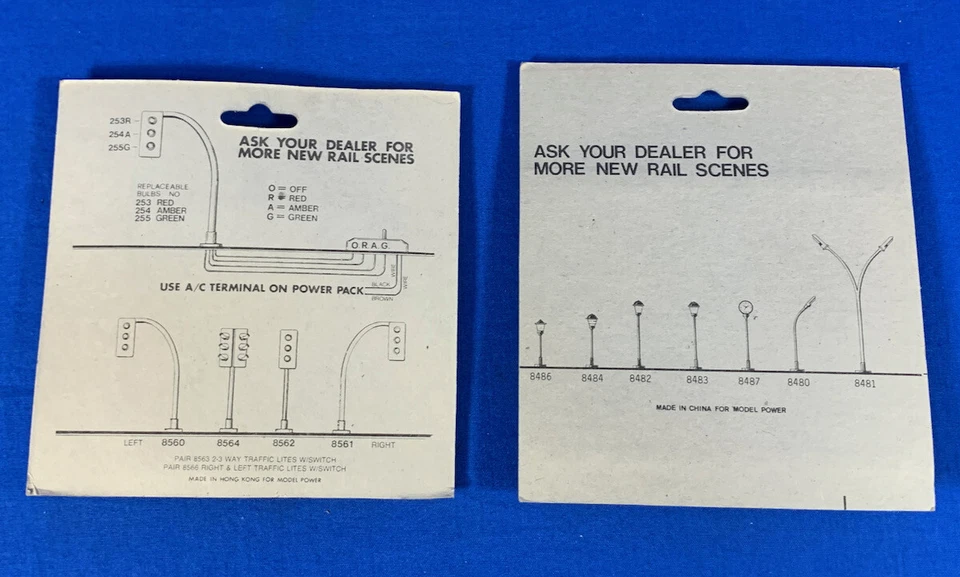 253R
254 A
255G
ASK YOUR DEALER FOR
MORE NEW RAIL SCENES
REPLACEABLE
BULBS NO
253 RED
254 AMBER
255 GREEN
O = OFF
R = RED
A = AMBER
G = GREEN
O.R.A.G.
USE A/C TERMINAL ON POWER PACK
BLACK
WIRE
BROWN
WIRE
LEFT 8560 8564 8562 8561 RIGHT
PAIR 8563 2-3 WAY TRAFFIC LITES W/SWITCH
PAIR 8566 RIGHT & LEFT TRAFFIC LITES W/SWITCH
MADE IN HONG KONG FOR MODEL POWER
ASK YOUR DEALER FOR
MORE NEW RAIL SCENES
8486 8484 8482 8483 8487 8480 8481
MADE IN CHINA FOR MODEL POWER